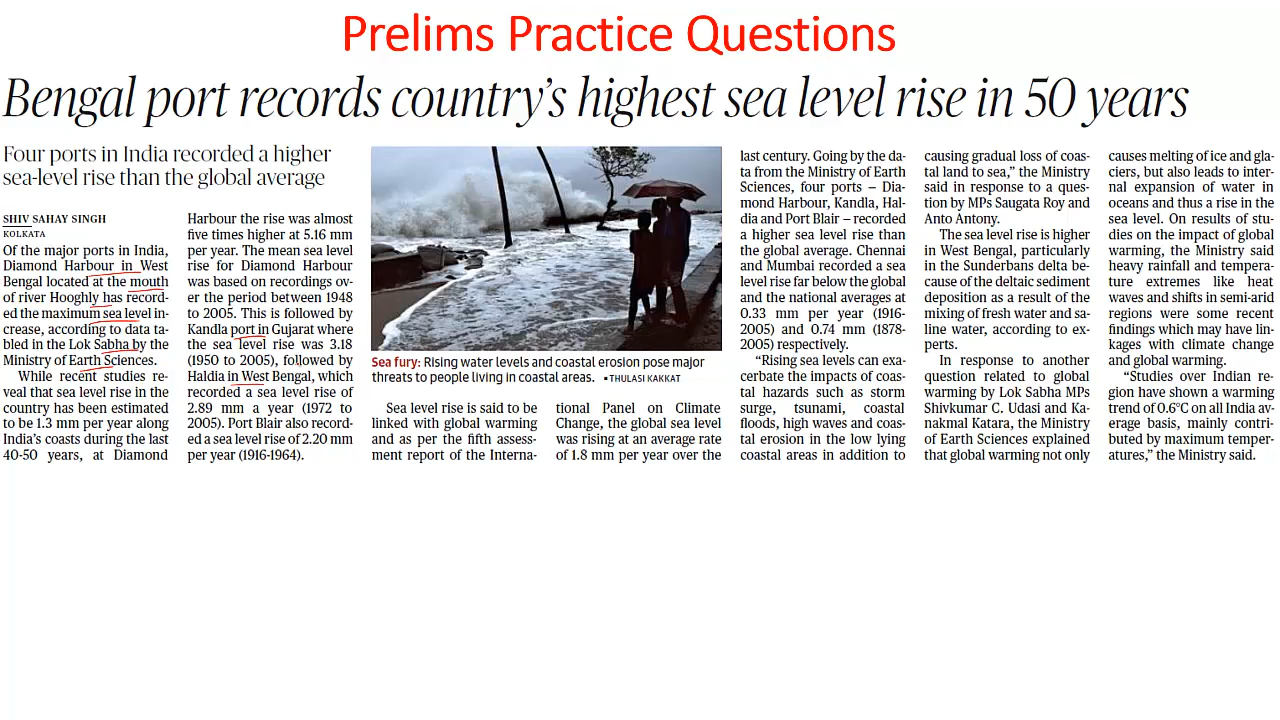 Prelims Practice Questions
Bengal port records country's highest sea level rise in 50 years
Four ports in India recorded a higher
sea-level rise than the global average
SHIV SAHAY SINGH
KOLKATA
Of the major ports in India,
Diamond Harbour in West
Bengal located at the mouth
of river Hooghly has record-
ed the maximum sea level in-
crease, according to data ta-
bled in the Lok Sabha by the
Ministry of Earth Sciences.
While recent studies re-
veal that sea level rise in the
country has been estimated
to be 1.3 mm per year along
India's coasts during the last
40-50 years, at Diamond
Harbour the rise was almost
five times higher at 5.16 mm
per year. The mean sea level
rise for Diamond Harbour
was based on recordings ov-
er the period between 1948
to 2005. This is followed by
Kandla port in Gujarat where
the sea level rise was 3.18
(1950 to 2005), followed by
Haldia in West Bengal, which
recorded a sea level rise of
2.89 mm a year (1972 to
2005). Port Blair also record-
ed a sea level rise of 2.20 mm
per year (1916-1964).
Sea fury: Rising water levels and coastal erosion pose major
threats to people living in coastal areas. ▪ THULASI KAKKAT
Sea level rise is said to be
linked with global warming
and as per the fifth assess-
ment report of the Interna-
tional Panel on Climate
Change, the global sea level
was rising at an average rate
of 1.8 mm per year over the
last century. Going by the da-
ta from the Ministry of Earth
Sciences, four ports – Dia-
mond Harbour, Kandla, Hal-
dia and Port Blair – recorded
a higher sea level rise than
the global average. Chennai
and Mumbai recorded a sea
level rise far below the global
and the national averages at
0.33 mm per year (1916-
2005) and 0.74 mm (1878-
2005) respectively.
"Rising sea levels can exa-
cerbate the impacts of coas-
tal hazards such as storm
surge, tsunami, coastal
floods, high waves and coas-
tal erosion in the low lying
coastal areas in addition to
causing gradual loss of coas-
tal land to sea," the Ministry
said in response to a ques-
tion by MPs Saugata Roy and
Anto Antony.
The sea level rise is higher
in West Bengal, particularly
in the Sunderbans delta be-
cause of the deltaic sediment
deposition as a result of the
mixing of fresh water and sa-
line water, according to ex-
perts.
In response to another
question related to global
warming by Lok Sabha MPs
Shivkumar C. Udasi and Ka-
nakmal Katara, the Ministry
of Earth Sciences explained
that global warming not only
causes melting of ice and gla-
ciers, but also leads to inter-
nal expansion of water in
oceans and thus a rise in the
sea level. On results of stu-
dies on the impact of global
warming, the Ministry said
heavy rainfall and tempera-
ture extremes like heat
waves and shifts in semi-arid
regions were some recent
findings which may have lin-
kages with climate change
and global warming.
"Studies over Indian re-
gion have shown a warming
trend of 0.6°C on all India av-
erage basis, mainly contri-
buted by maximum temper-
atures," the Ministry said.